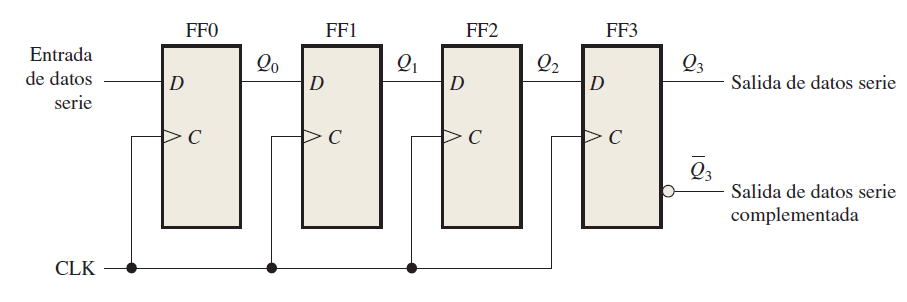 FF0 FF1 FF2 FF3
Entrada
de datos
serie
Q0 Q1 Q2 Q3
D D D D
Salida de datos serie
C C C C
Q̅3
Salida de datos serie
complementada
CLK